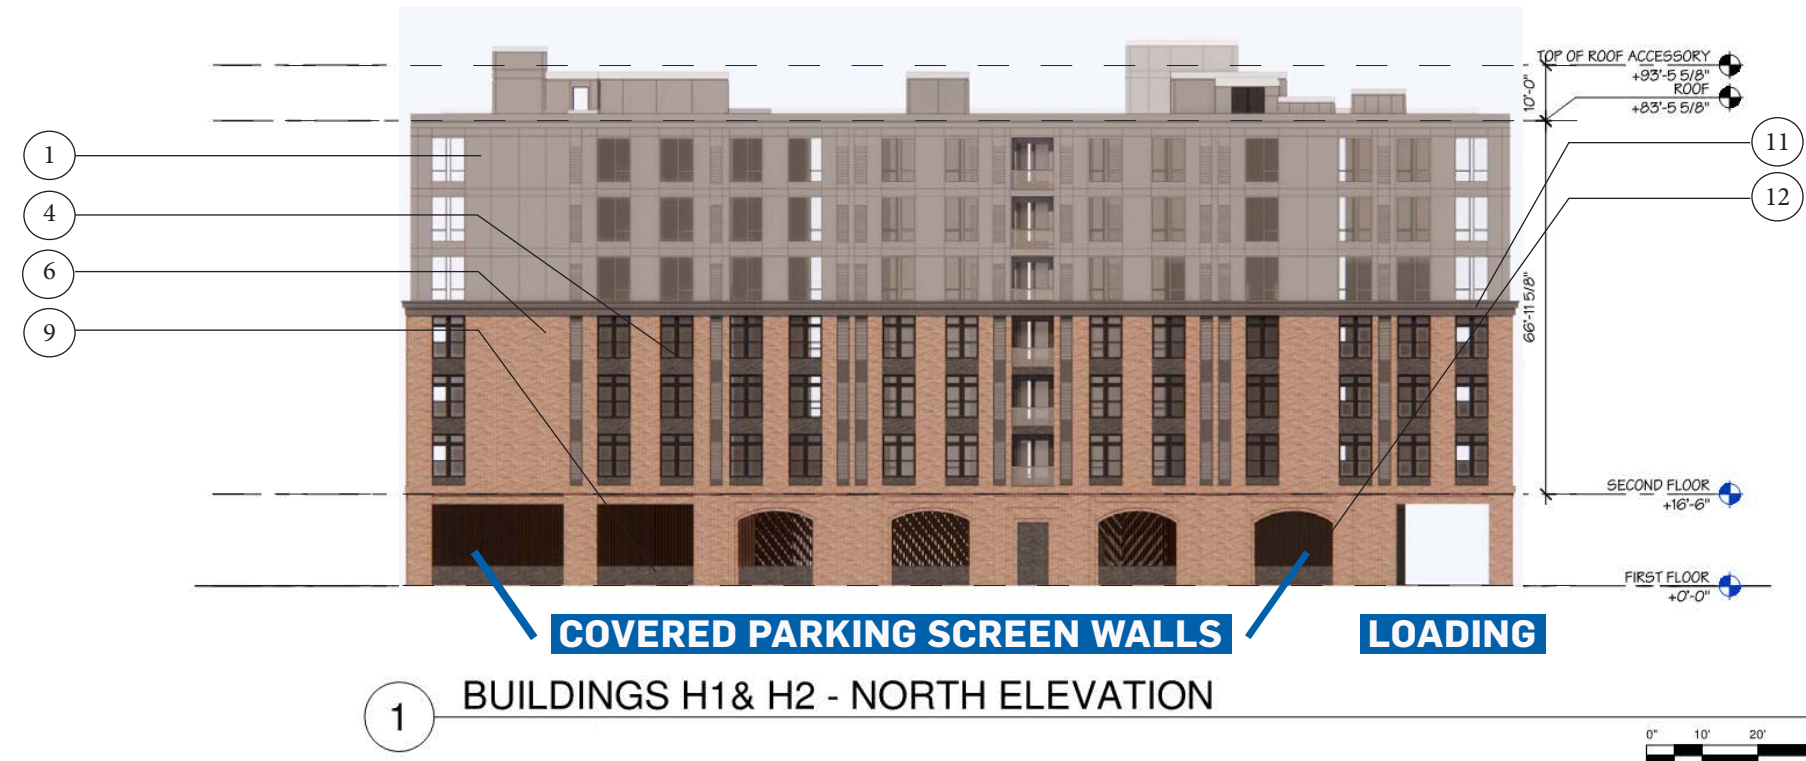 TOP OF ROOF ACCESSORY
+93'-5 5/8"
ROOF
+83'-5 5/8"
10'-0"
1
4
6
9
11
12
66'-11 5/8"
SECOND FLOOR
+16'-6"
FIRST FLOOR
+0'-0"
COVERED PARKING SCREEN WALLS
LOADING
1
BUILDINGS H1& H2 - NORTH ELEVATION
0" 10' 20'